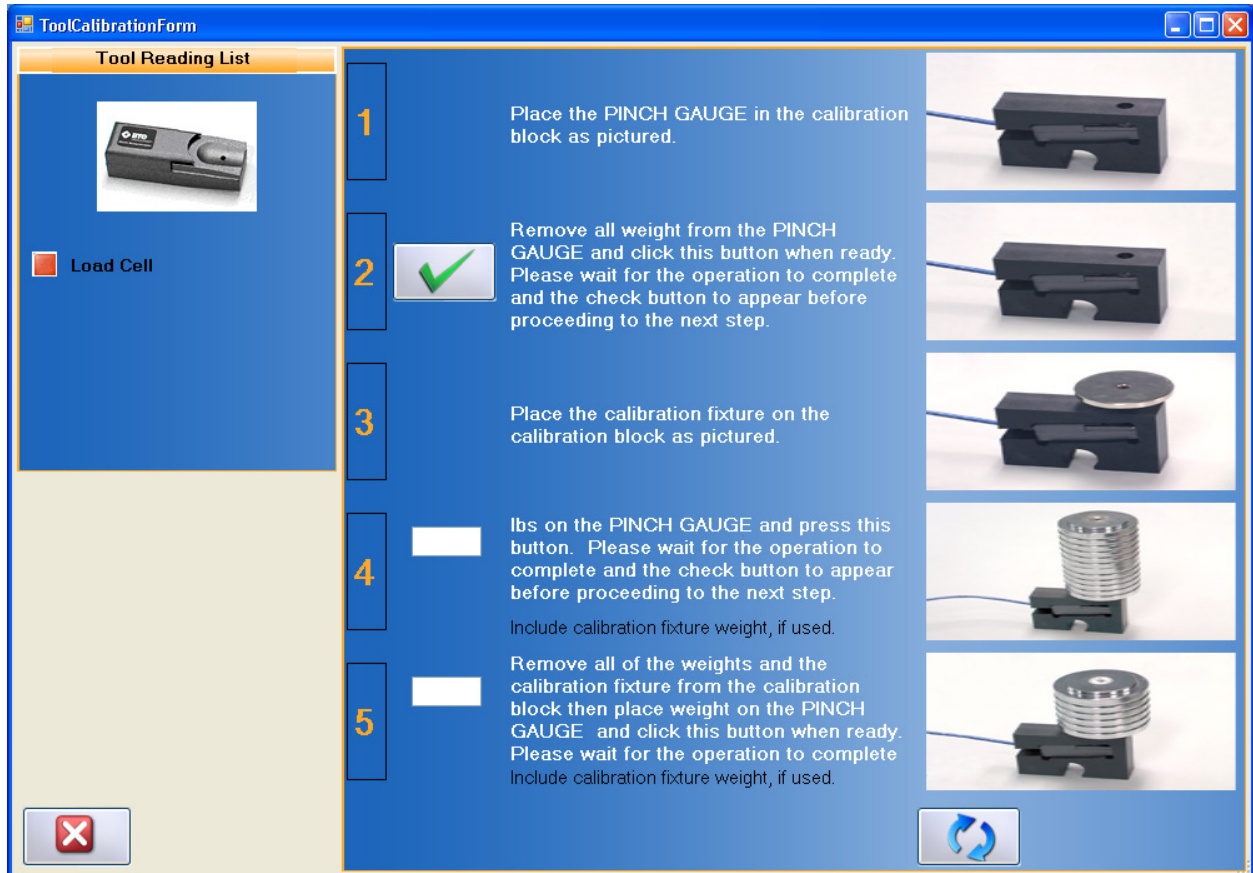 ToolCalibrationForm
Tool Reading List
BTE
Load Cell
1
Place the PINCH GAUGE in the calibration
block as pictured.
2
Remove all weight from the PINCH
GAUGE and click this button when ready.
Please wait for the operation to complete
and the check button to appear before
proceeding to the next step.
3
Place the calibration fixture on the
calibration block as pictured.
4
lbs on the PINCH GAUGE and press this
button. Please wait for the operation to
complete and the check button to appear
before proceeding to the next step.
Include calibration fixture weight, if used.
5
Remove all of the weights and the
calibration fixture from the calibration
block then place weight on the PINCH
GAUGE and click this button when ready.
Please wait for the operation to complete
Include calibration fixture weight, if used.